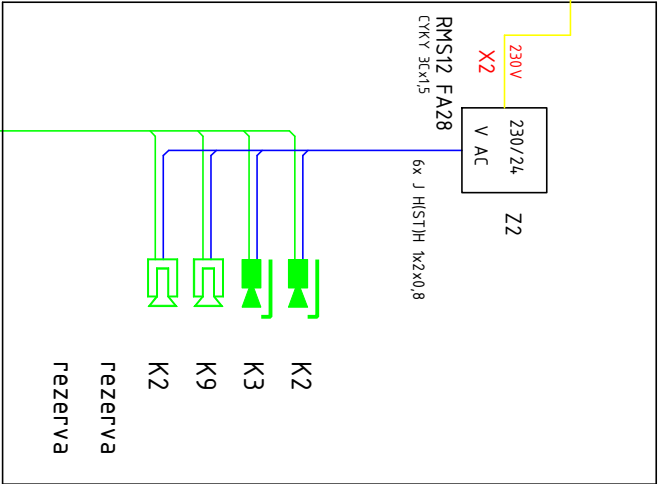 230V
X2
RMS12 FA28
CYKY 3Cx1,5
230/24
V AC
Z2
6x J H(ST)H 1x2x0,8
K2
K3
K9
K2
rezerva
rezerva